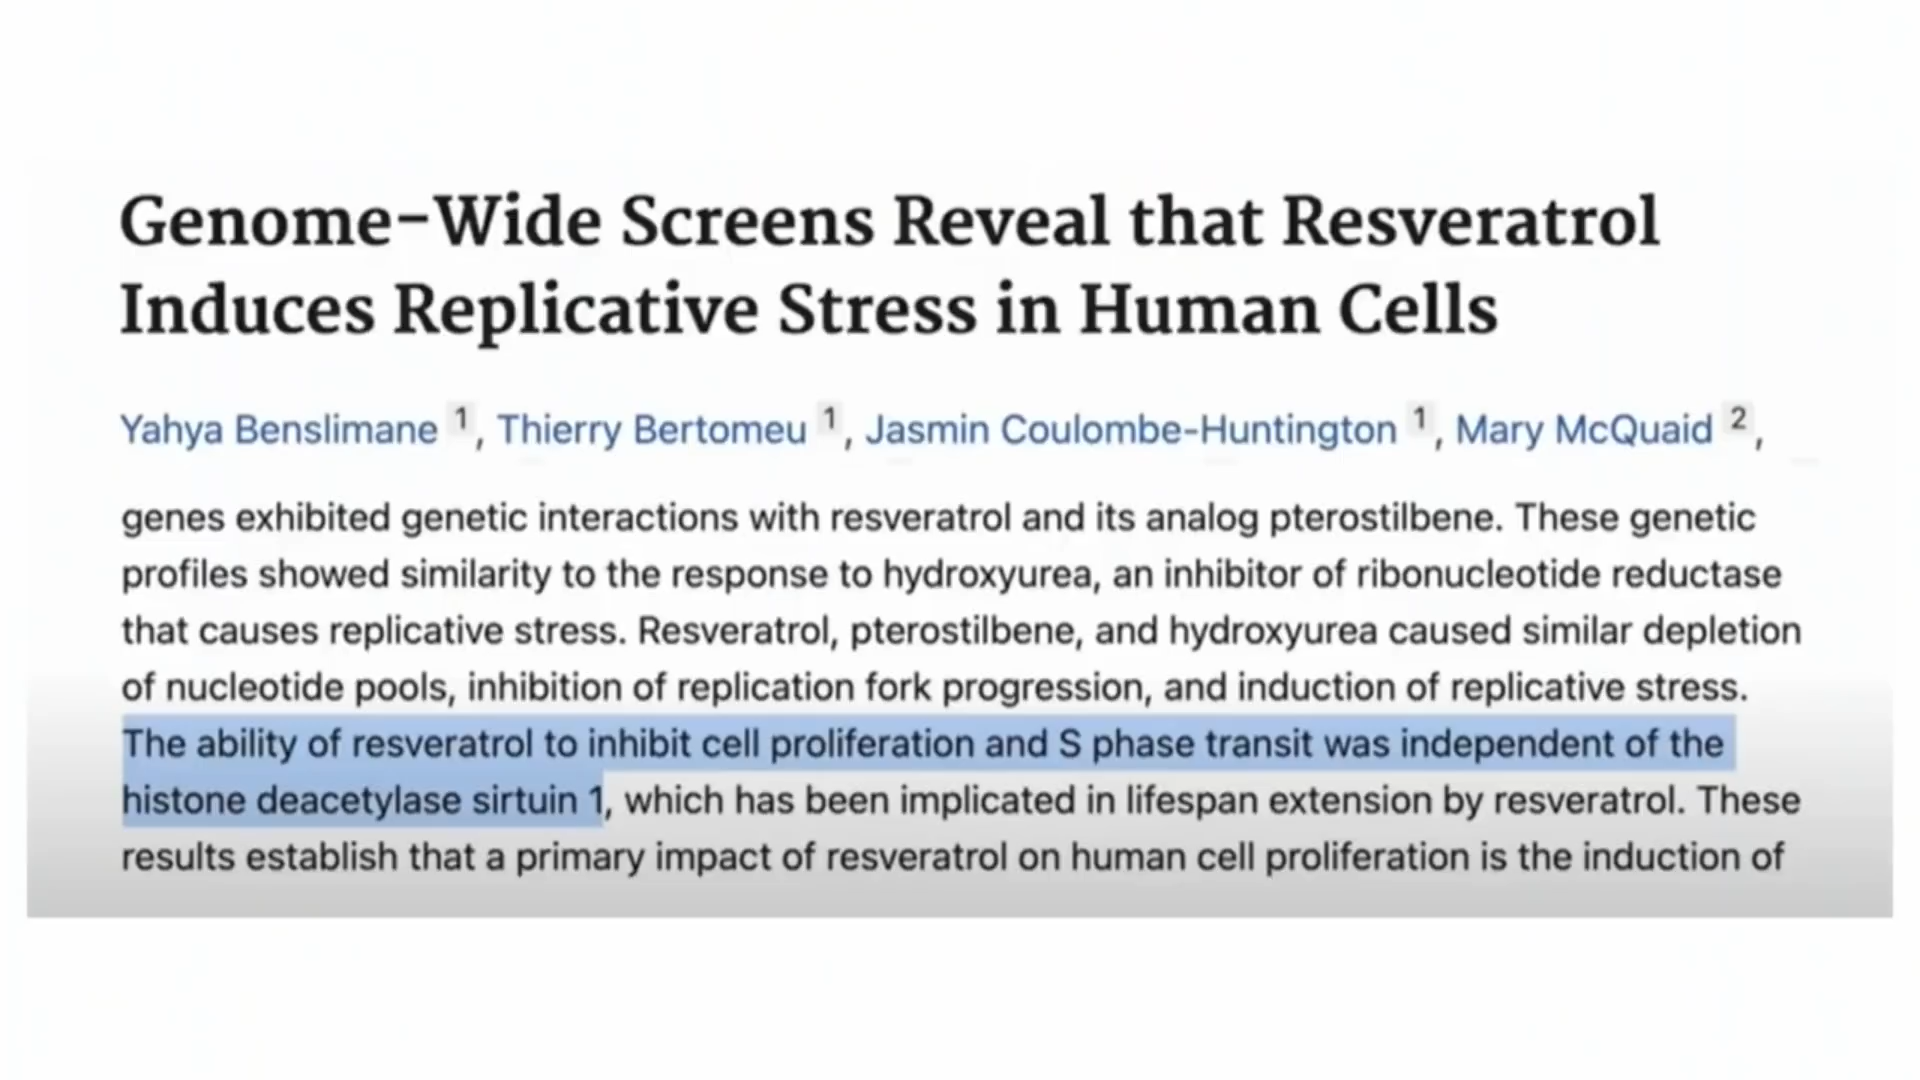 Genome-Wide Screens Reveal that Resveratrol
Induces Replicative Stress in Human Cells
Yahya Benslimane 1, Thierry Bertomeu 1, Jasmin Coulombe-Huntington 1, Mary McQuaid 2,
genes exhibited genetic interactions with resveratrol and its analog pterostilbene. These genetic
profiles showed similarity to the response to hydroxyurea, an inhibitor of ribonucleotide reductase
that causes replicative stress. Resveratrol, pterostilbene, and hydroxyurea caused similar depletion
of nucleotide pools, inhibition of replication fork progression, and induction of replicative stress.
The ability of resveratrol to inhibit cell proliferation and S phase transit was independent of the
histone deacetylase sirtuin 1, which has been implicated in lifespan extension by resveratrol. These
results establish that a primary impact of resveratrol on human cell proliferation is the induction of